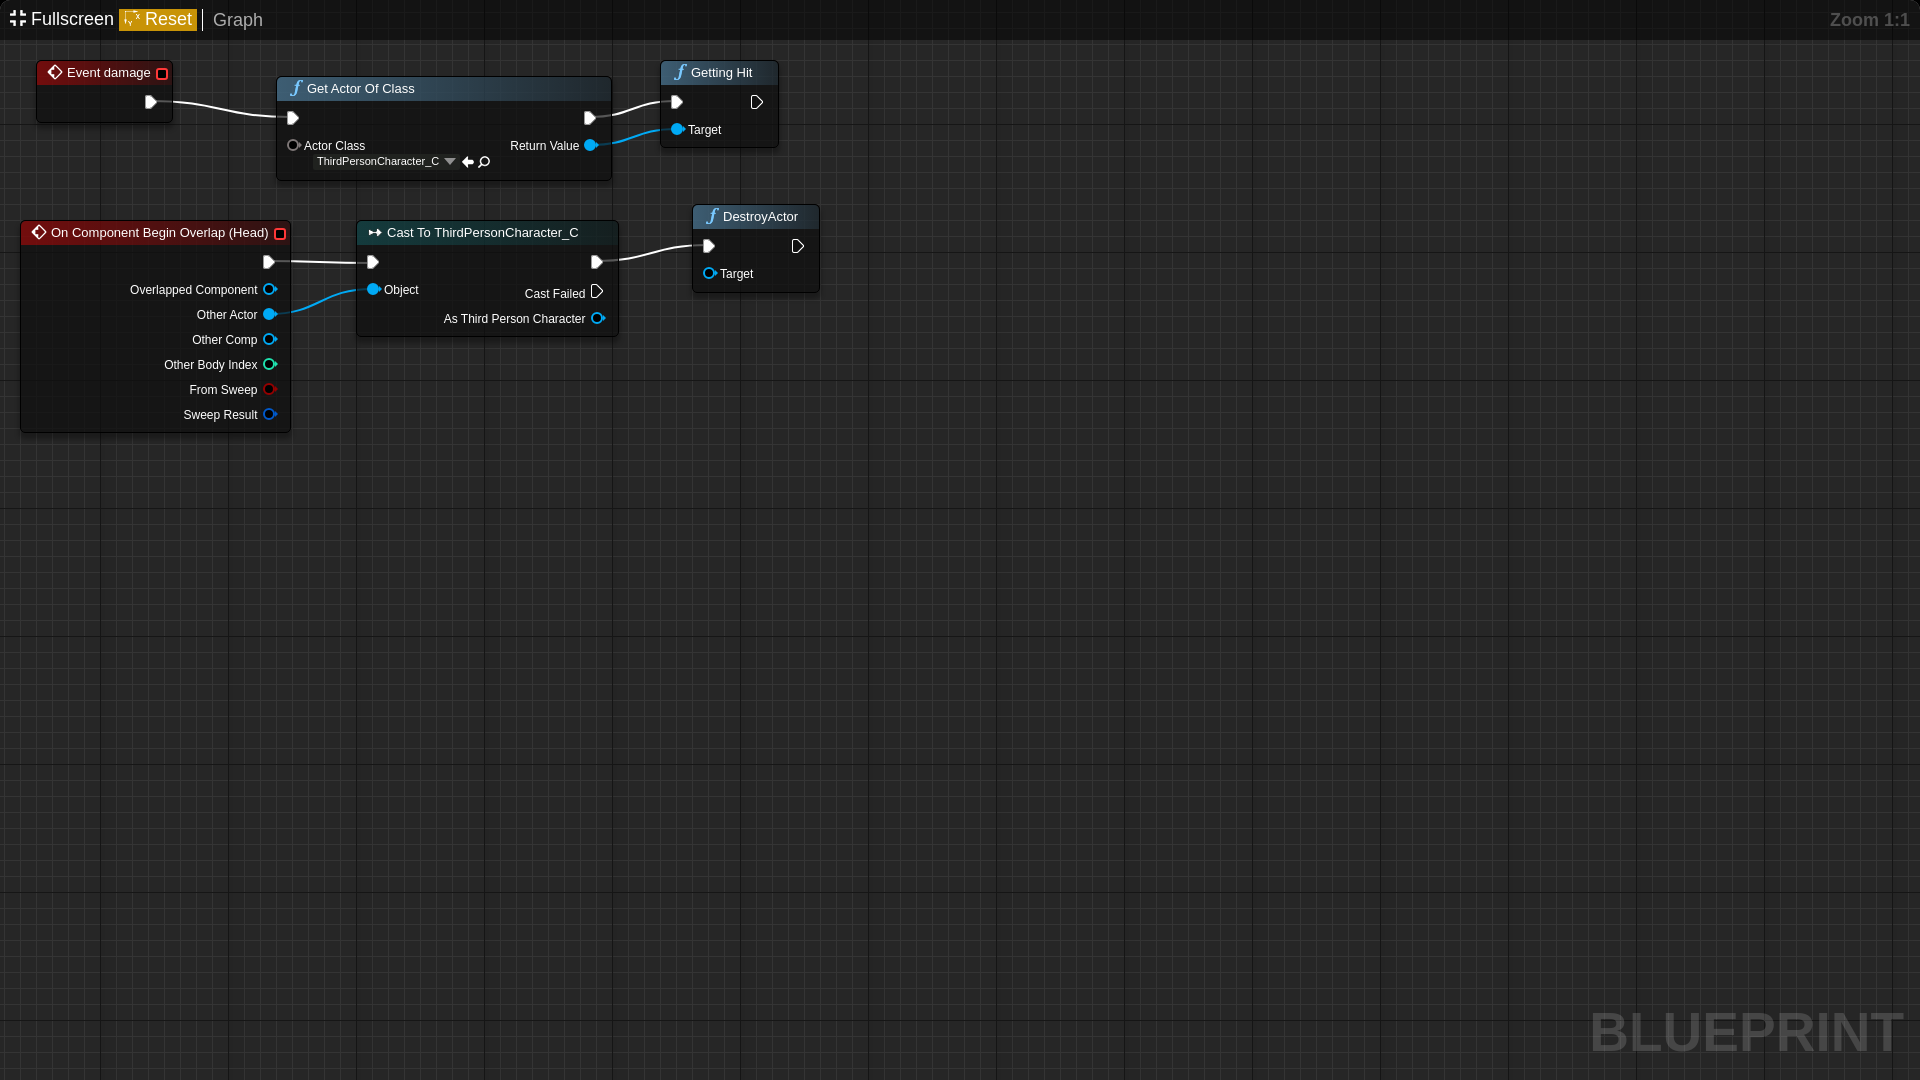 Fullscreen Reset Graph Zoom 1:1
Event damage
Get Actor Of Class
Actor Class Return Value
ThirdPersonCharacter_C
Getting Hit
Target
On Component Begin Overlap (Head)
Overlapped Component
Other Actor
Other Comp
Other Body Index
From Sweep
Sweep Result
Cast To ThirdPersonCharacter_C
Object Cast Failed
As Third Person Character
DestroyActor
Target
BLUEPRINT